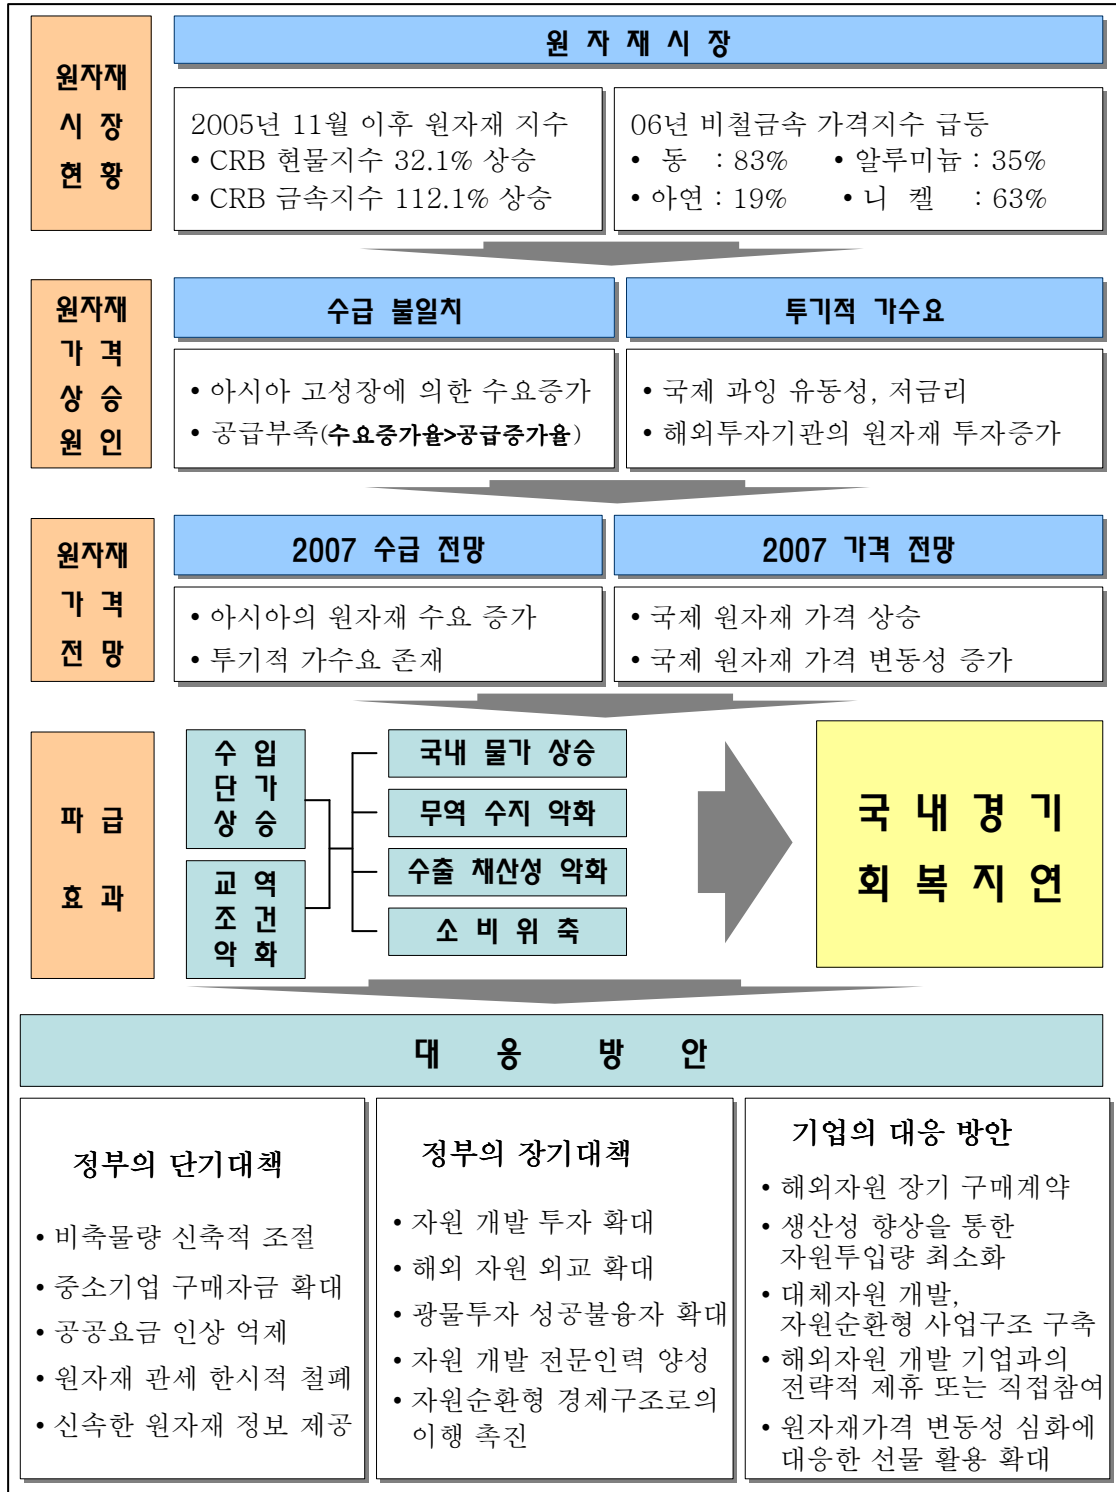 원자재
시 장
현 황
원 자 재 시 장
2005년 11월 이후 원자재 지수
• CRB 현물지수 32.1% 상승
• CRB 금속지수 112.1% 상승
06년 비철금속 가격지수 급등
• 동 : 83% • 알루미늄 : 35%
• 아연 : 19% • 니 켈 : 63%
원자재
가 격
상 승
원 인
수급 불일치
• 아시아 고성장에 의한 수요증가
• 공급부족(수요증가율>공급증가율)
투기적 가수요
• 국제 과잉 유동성, 저금리
• 해외투자기관의 원자재 투자증가
원자재
가 격
전 망
2007 수급 전망
• 아시아의 원자재 수요 증가
• 투기적 가수요 존재
2007 가격 전망
• 국제 원자재 가격 상승
• 국제 원자재 가격 변동성 증가
파 급
효 과
수 입
단 가
상 승
교 역
조 건
악 화
국내 물가 상승
무역 수지 악화
수출 채산성 악화
소 비 위 축
국 내 경 기
회 복 지 연
대 응 방 안
정부의 단기대책
• 비축물량 신축적 조절
• 중소기업 구매자금 확대
• 공공요금 인상 억제
• 원자재 관세 한시적 철폐
• 신속한 원자재 정보 제공
정부의 장기대책
• 자원 개발 투자 확대
• 해외 자원 외교 확대
• 광물투자 성공불융자 확대
• 자원 개발 전문인력 양성
• 자원순환형 경제구조로의
이행 촉진
기업의 대응 방안
• 해외자원 장기 구매계약
• 생산성 향상을 통한
자원투입량 최소화
• 대체자원 개발,
자원순환형 사업구조 구축
• 해외자원 개발 기업과의
전략적 제휴 또는 직접참여
• 원자재가격 변동성 심화에
대응한 선물 활용 확대